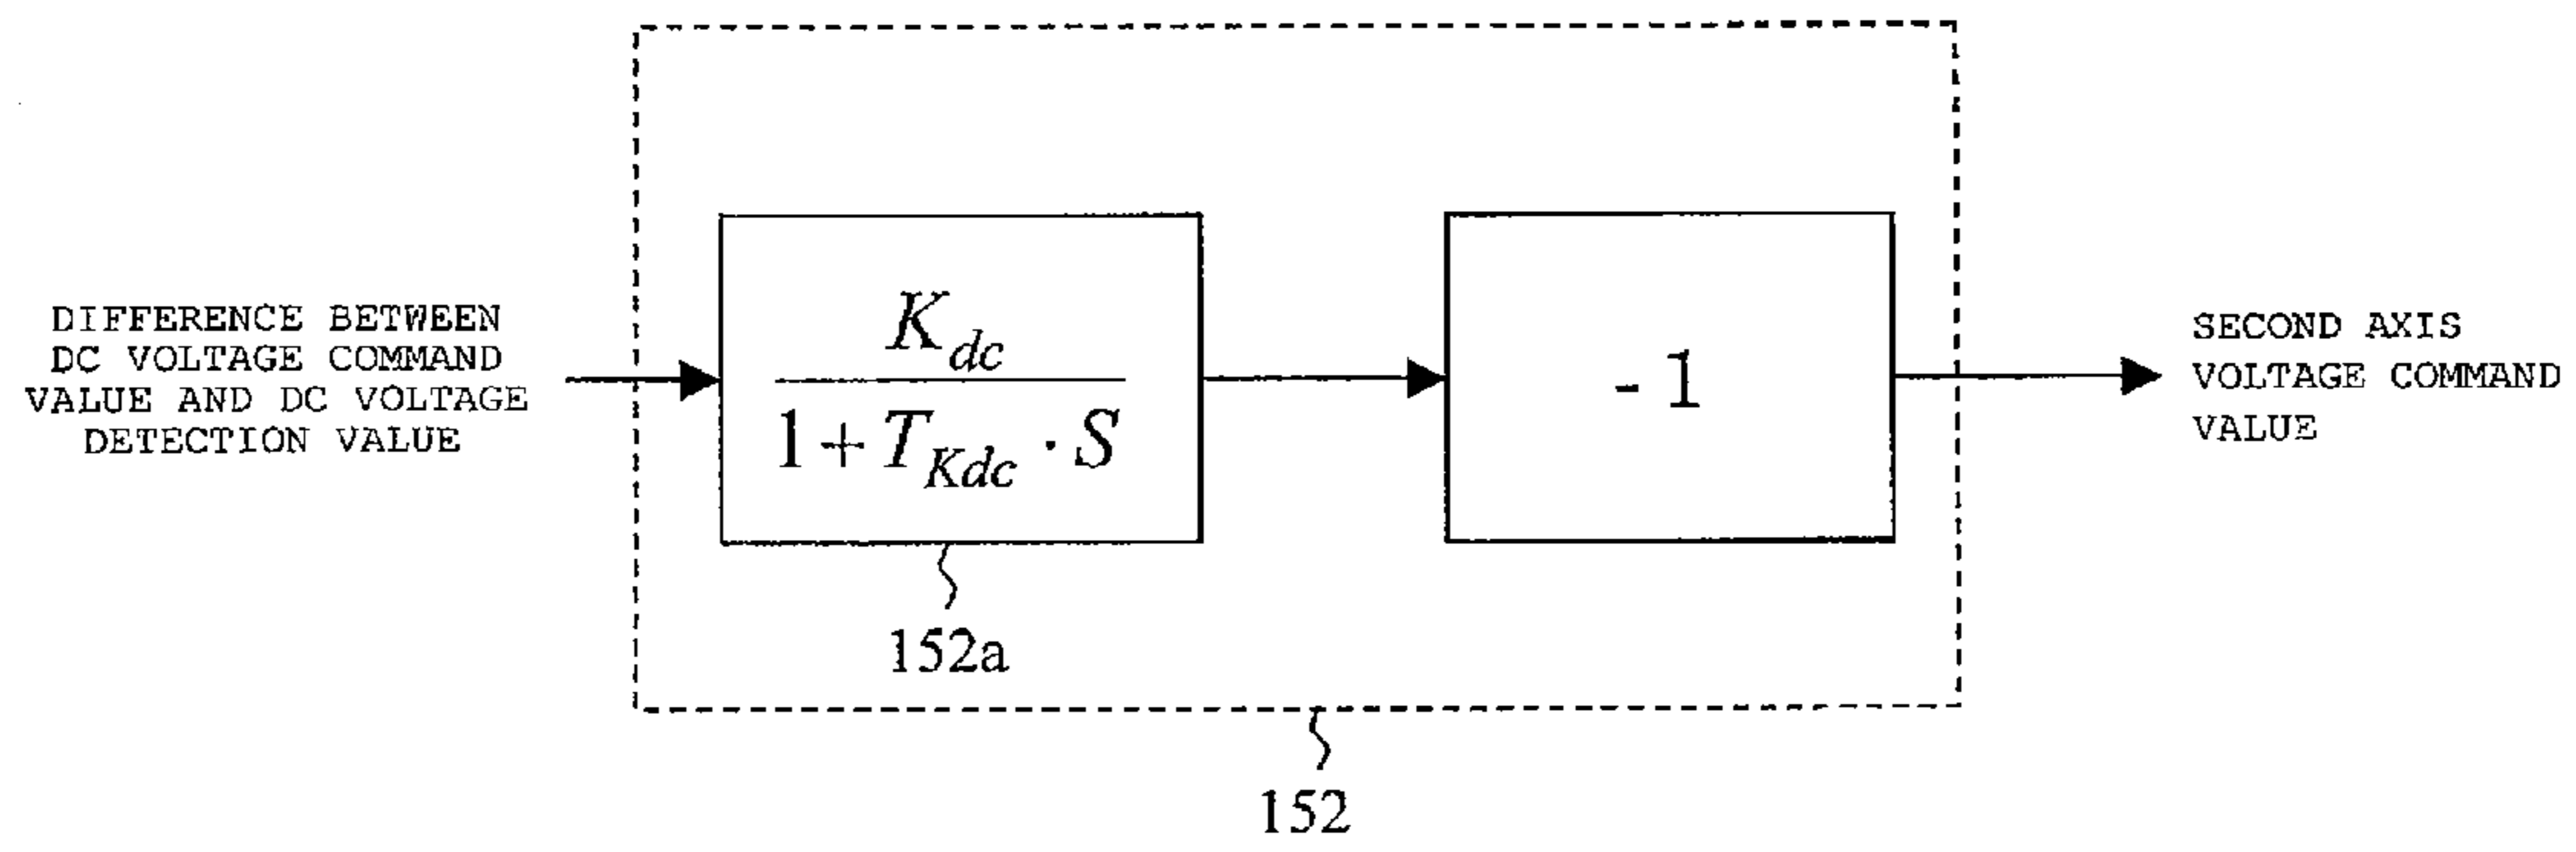 DIFFERENCE BETWEEN
DC VOLTAGE COMMAND
VALUE AND DC VOLTAGE
DETECTION VALUE
K_dc
1+T_Kdc · S
152a
-1
152
SECOND AXIS
VOLTAGE COMMAND
VALUE